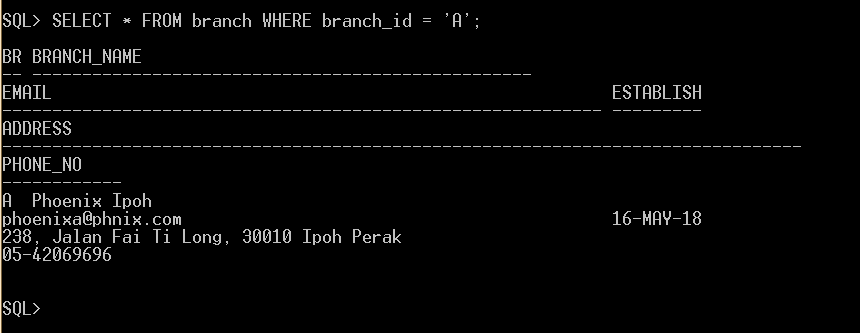 SQL> SELECT * FROM branch WHERE branch_id = 'A';
BR BRANCH_NAME
-- --------------------------------------------------
EMAIL                                                        ESTABLISH
------------------------------------------------------------ ---------
ADDRESS
--------------------------------------------------------------------------------
PHONE_NO
------------
A  Phoenix Ipoh
phoenixa@phnix.com                                           16-MAY-18
238, Jalan Fai Ti Long, 30010 Ipoh Perak
05-42069696
SQL>